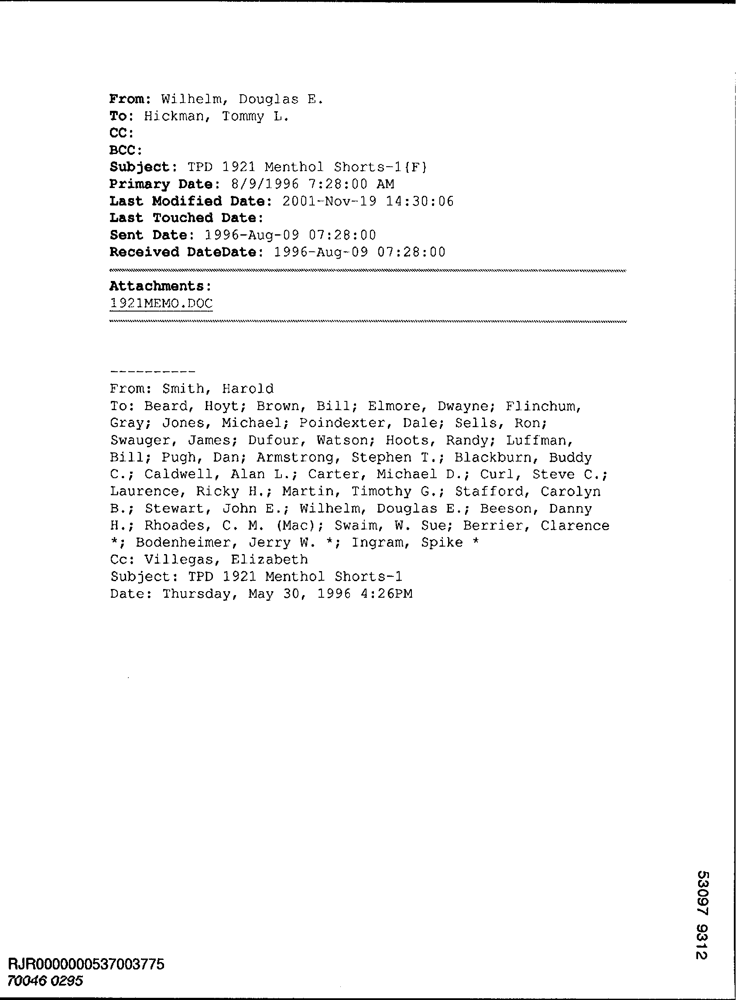 From: Wilhelm, Douglas E.
To: Hickman, Tommy L.
CC:
BCC:
Subject: TPD 1921 Menthol Shorts-1{F}
Primary Date: 8/9/1996 7:28:00 AM
Last Modified Date: 2001-Nov-19 14:30:06
Last Touched Date:
Sent Date: 1996-Aug-09 07:28:00
Received DateDate: 1996-Aug-09 07:28:00
Attachments:
1921MEMO.DOC
----------
From: Smith, Harold
To: Beard, Hoyt; Brown, Bill; Elmore, Dwayne; Flinchum,
Gray; Jones, Michael; Poindexter, Dale; Sells, Ron;
Swauger, James; Dufour, Watson; Hoots, Randy; Luffman,
Bill; Pugh, Dan; Armstrong, Stephen T.; Blackburn, Buddy
C.; Caldwell, Alan L.; Carter, Michael D.; Curl, Steve C.;
Laurence, Ricky H.; Martin, Timothy G.; Stafford, Carolyn
B.; Stewart, John E.; Wilhelm, Douglas E.; Beeson, Danny
H.; Rhoades, C. M. (Mac); Swaim, W. Sue; Berrier, Clarence
*; Bodenheimer, Jerry W. *; Ingram, Spike *
Cc: Villegas, Elizabeth
Subject: TPD 1921 Menthol Shorts-1
Date: Thursday, May 30, 1996 4:26PM
53097 9312
RJR0000000537003775
70046 0295